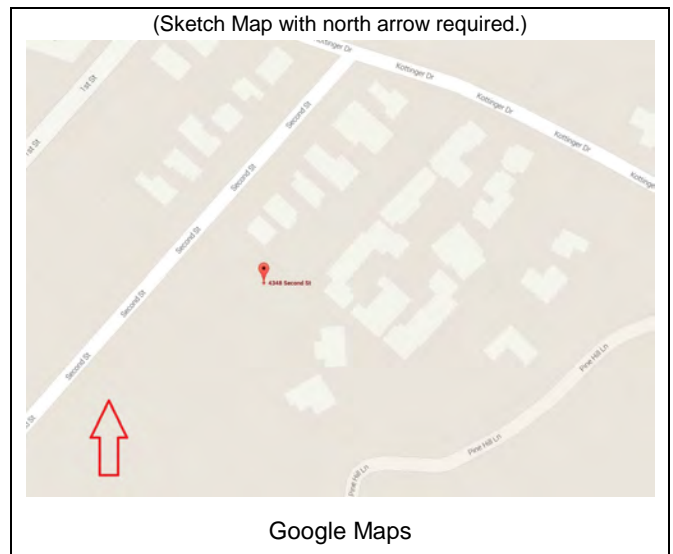 (Sketch Map with north arrow required.)
Kottinger Dr
Kottinger Dr
Kottinger Dr
Kottinger Dr
1st St
1st St
Second St
Second St
Second St
Second St
Second St
4348 Second St
Pine Hill Ln
Pine Hill Ln
Pine Hill Ln
Google Maps